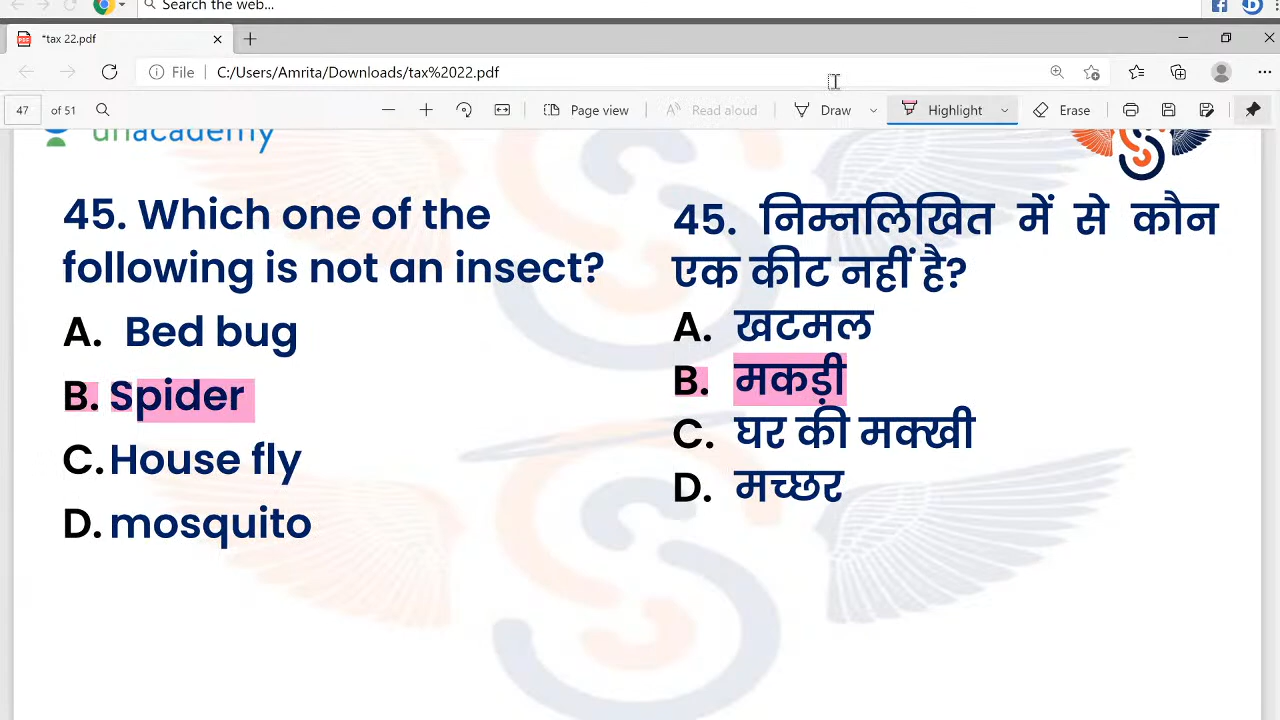 Search the web...
*tax 22.pdf
File C:/Users/Amrita/Downloads/tax%2022.pdf
47 of 51 Page view Read aloud Draw Highlight Erase
unacademy
45. Which one of the
following is not an insect?
A. Bed bug
B. Spider
C. House fly
D. mosquito
45. निम्नलिखित में से कौन
एक कीट नहीं है?
A. खटमल
B. मकड़ी
C. घर की मक्खी
D. मच्छर